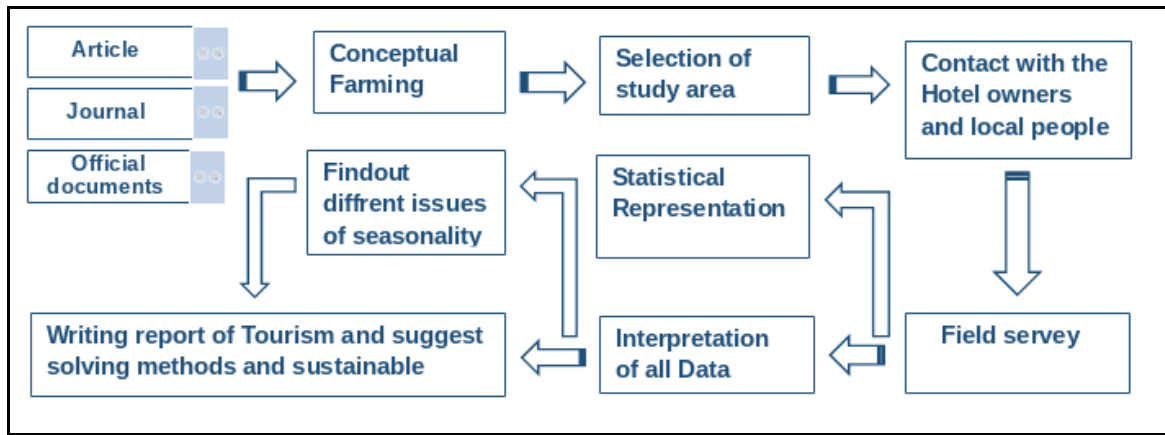 Article
Journal
Official
documents
Conceptual
Farming
Selection of
study area
Contact with the
Hotel owners
and local people
Findout
diffrent issues
of seasonality
Statistical
Representation
Writing report of Tourism and suggest
solving methods and sustainable
Interpretation
of all Data
Field servey